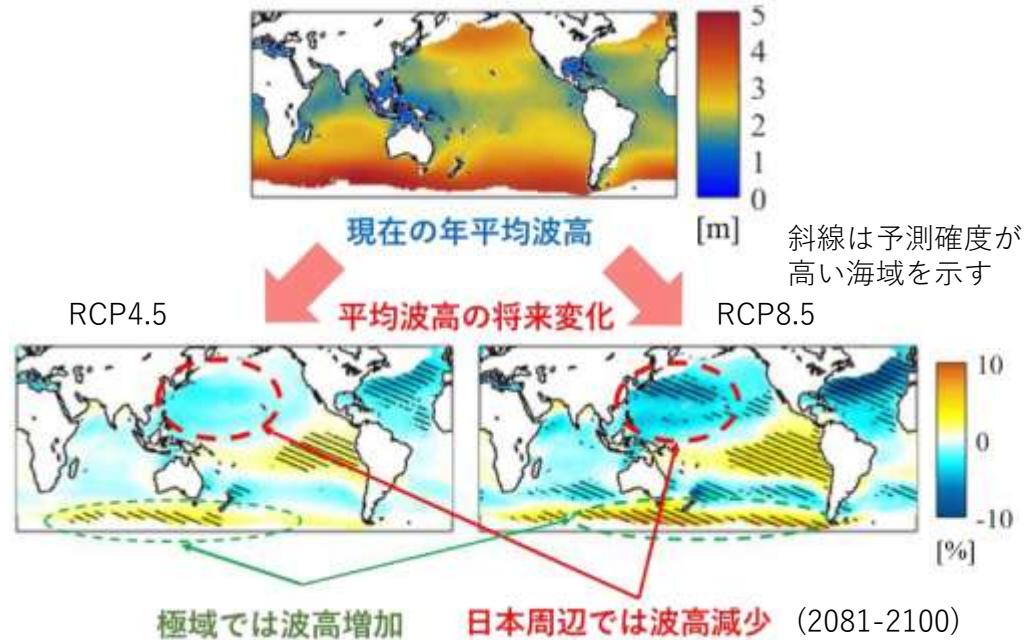 5
4
3
2
1
0
[m]
現在の年平均波高
斜線は予測確度が
高い海域を示す
RCP4.5
平均波高の将来変化
RCP8.5
10
0
-10
[%]
極域では波高増加
日本周辺では波高減少 (2081-2100)